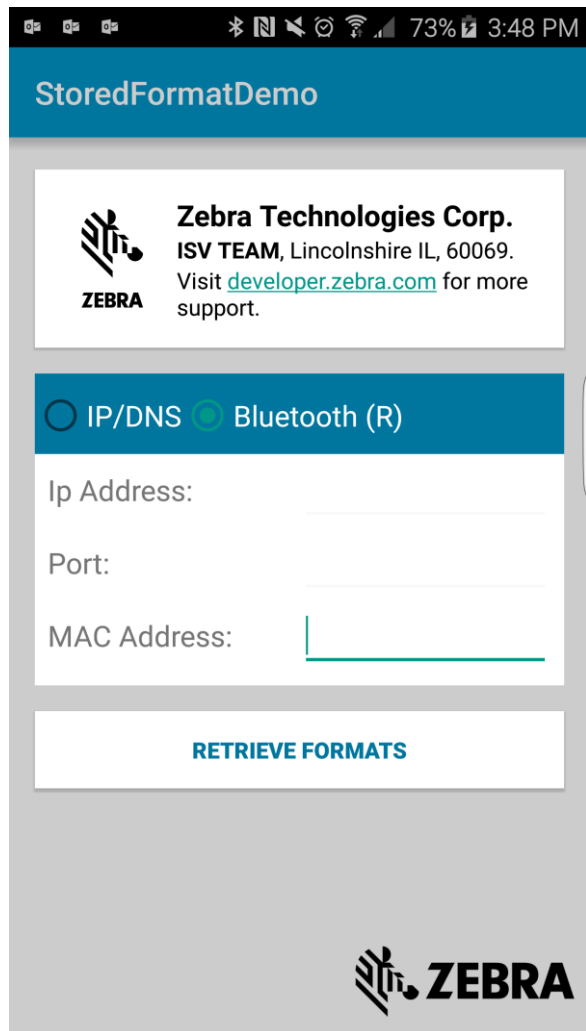 73% 3:48 PM
StoredFormatDemo
Zebra Technologies Corp.
ISV TEAM, Lincolnshire IL, 60069.
Visit developer.zebra.com for more
support.
ZEBRA
IP/DNS Bluetooth (R)
Ip Address:
Port:
MAC Address:
RETRIEVE FORMATS
ZEBRA